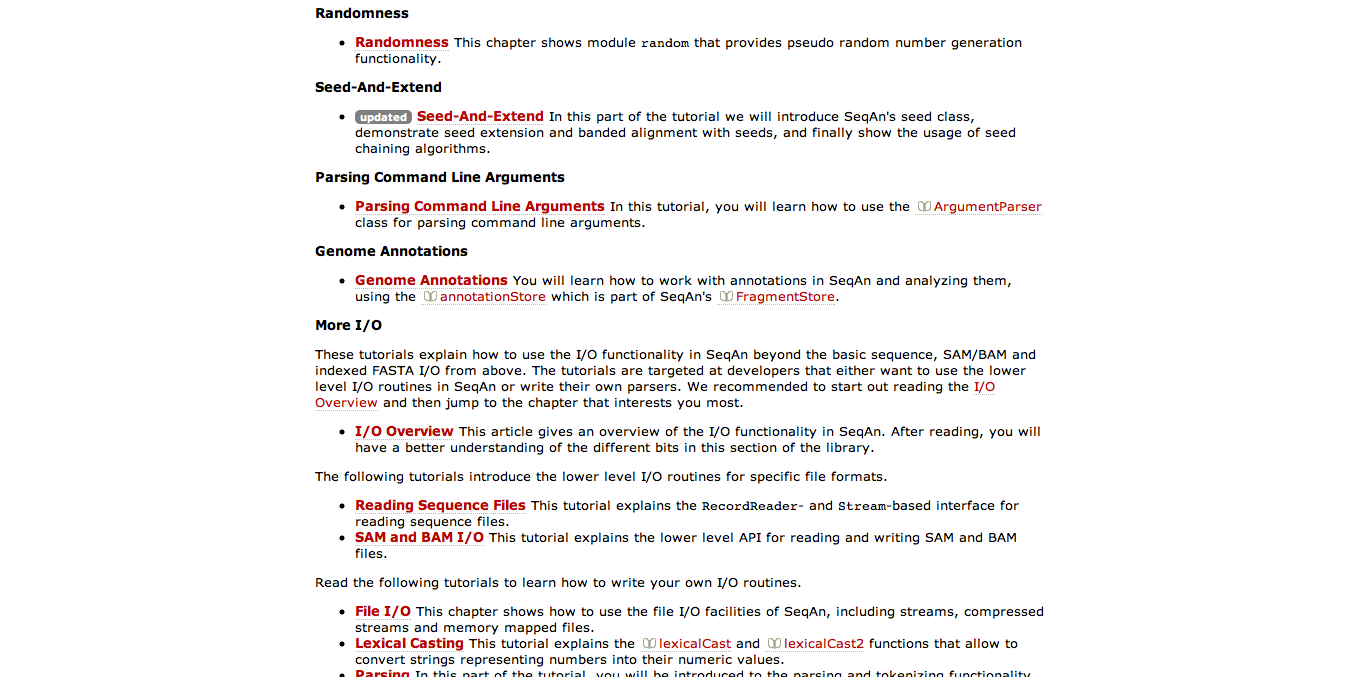 Randomness
• Randomness This chapter shows module random that provides pseudo random number generation
functionality.
Seed-And-Extend
• updated Seed-And-Extend In this part of the tutorial we will introduce SeqAn's seed class,
demonstrate seed extension and banded alignment with seeds, and finally show the usage of seed
chaining algorithms.
Parsing Command Line Arguments
• Parsing Command Line Arguments In this tutorial, you will learn how to use the ArgumentParser
class for parsing command line arguments.
Genome Annotations
• Genome Annotations You will learn how to work with annotations in SeqAn and analyzing them,
using the annotationStore which is part of SeqAn's FragmentStore.
More I/O
These tutorials explain how to use the I/O functionality in SeqAn beyond the basic sequence, SAM/BAM and
indexed FASTA I/O from above. The tutorials are targeted at developers that either want to use the lower
level I/O routines in SeqAn or write their own parsers. We recommended to start out reading the I/O
Overview and then jump to the chapter that interests you most.
• I/O Overview This article gives an overview of the I/O functionality in SeqAn. After reading, you will
have a better understanding of the different bits in this section of the library.
The following tutorials introduce the lower level I/O routines for specific file formats.
• Reading Sequence Files This tutorial explains the RecordReader- and Stream-based interface for
reading sequence files.
• SAM and BAM I/O This tutorial explains the lower level API for reading and writing SAM and BAM
files.
Read the following tutorials to learn how to write your own I/O routines.
• File I/O This chapter shows how to use the file I/O facilities of SeqAn, including streams, compressed
streams and memory mapped files.
• Lexical Casting This tutorial explains the lexicalCast and lexicalCast2 functions that allow to
convert strings representing numbers into their numeric values.
• Parsing In this part of the tutorial, you will be introduced to the parsing and tokenizing functionality